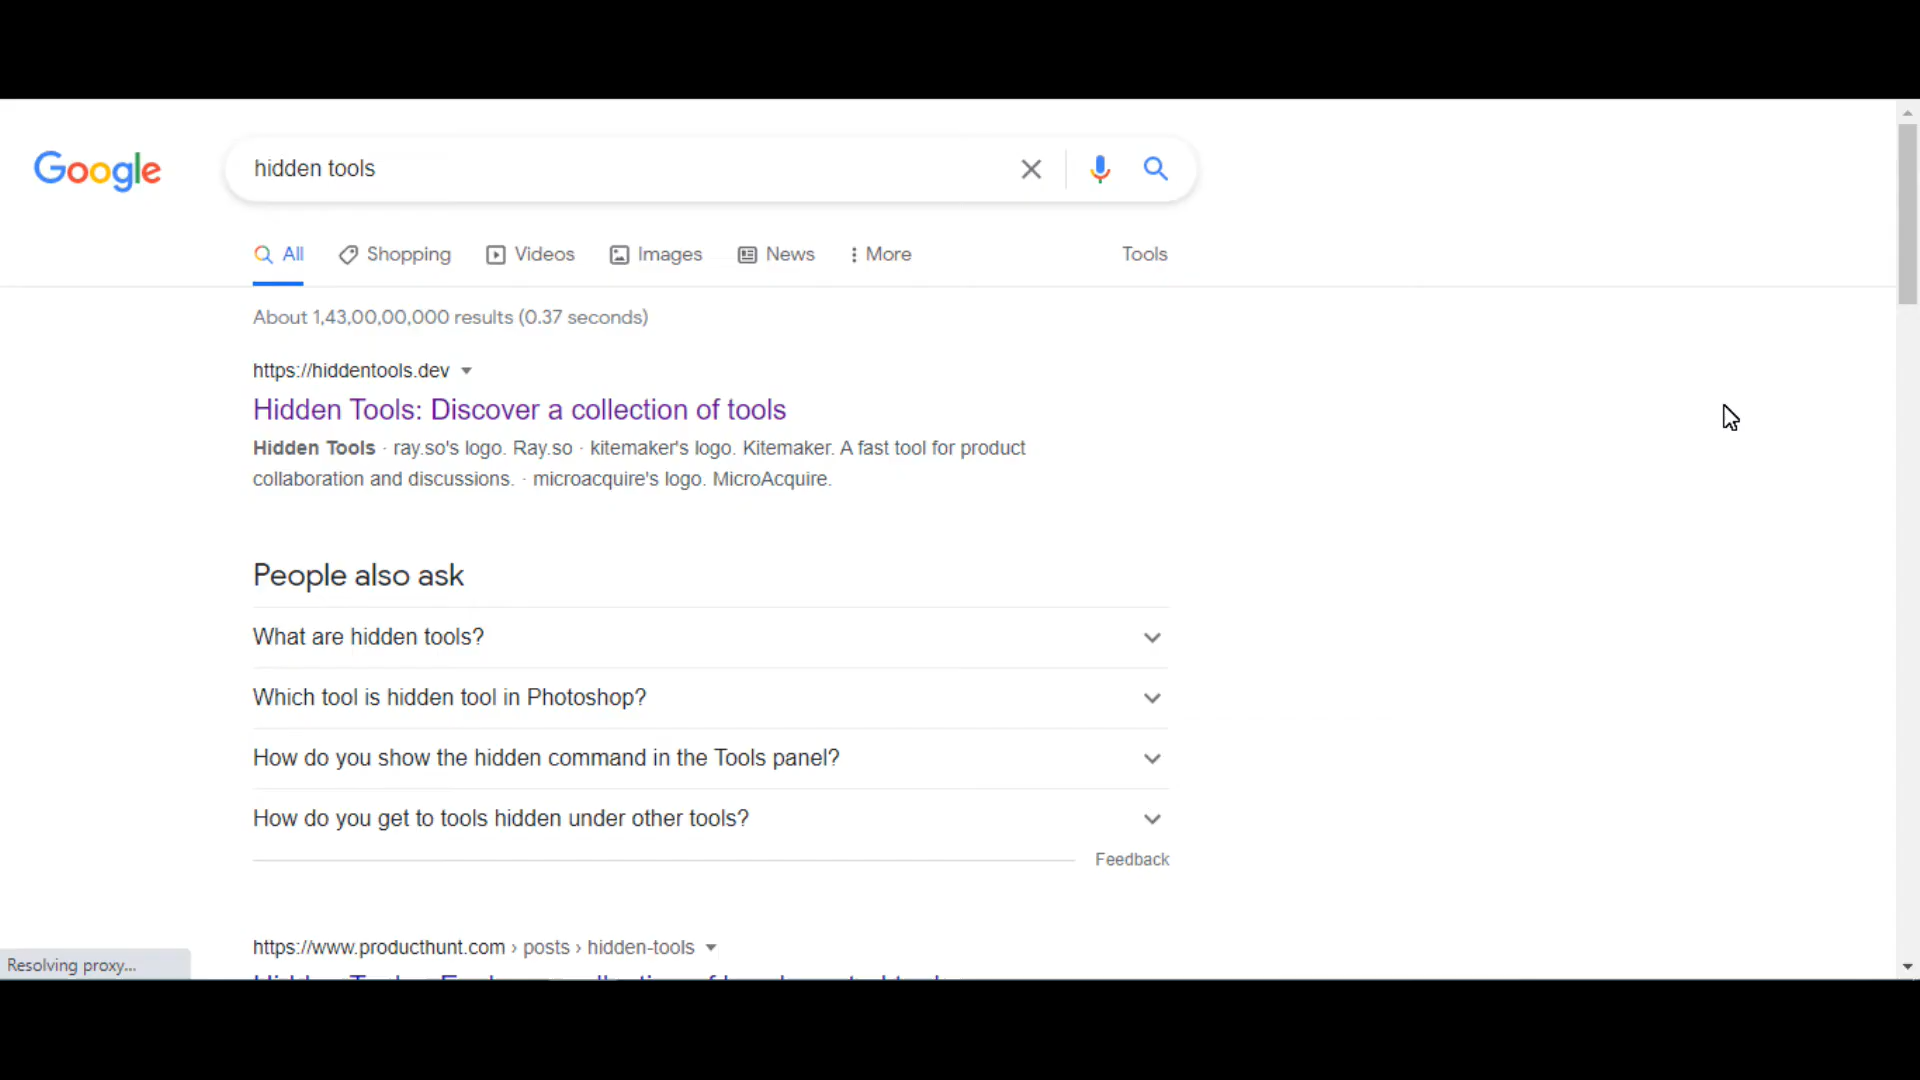 Google
hidden tools
All Shopping Videos Images News More Tools
About 1,43,00,00,000 results (0.37 seconds)
https://hiddentools.dev
Hidden Tools: Discover a collection of tools
Hidden Tools · ray.so's logo. Ray.so · kitemaker's logo. Kitemaker. A fast tool for product
collaboration and discussions. · microacquire's logo. MicroAcquire.
People also ask
What are hidden tools?
Which tool is hidden tool in Photoshop?
How do you show the hidden command in the Tools panel?
How do you get to tools hidden under other tools?
Feedback
https://www.producthunt.com › posts › hidden-tools
Resolving proxy...